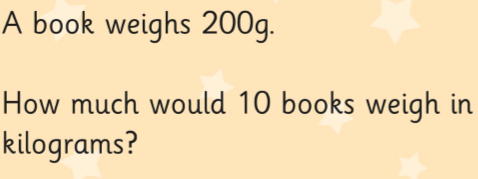 A book weighs 200g.
How much would 10 books weigh in
kilograms?